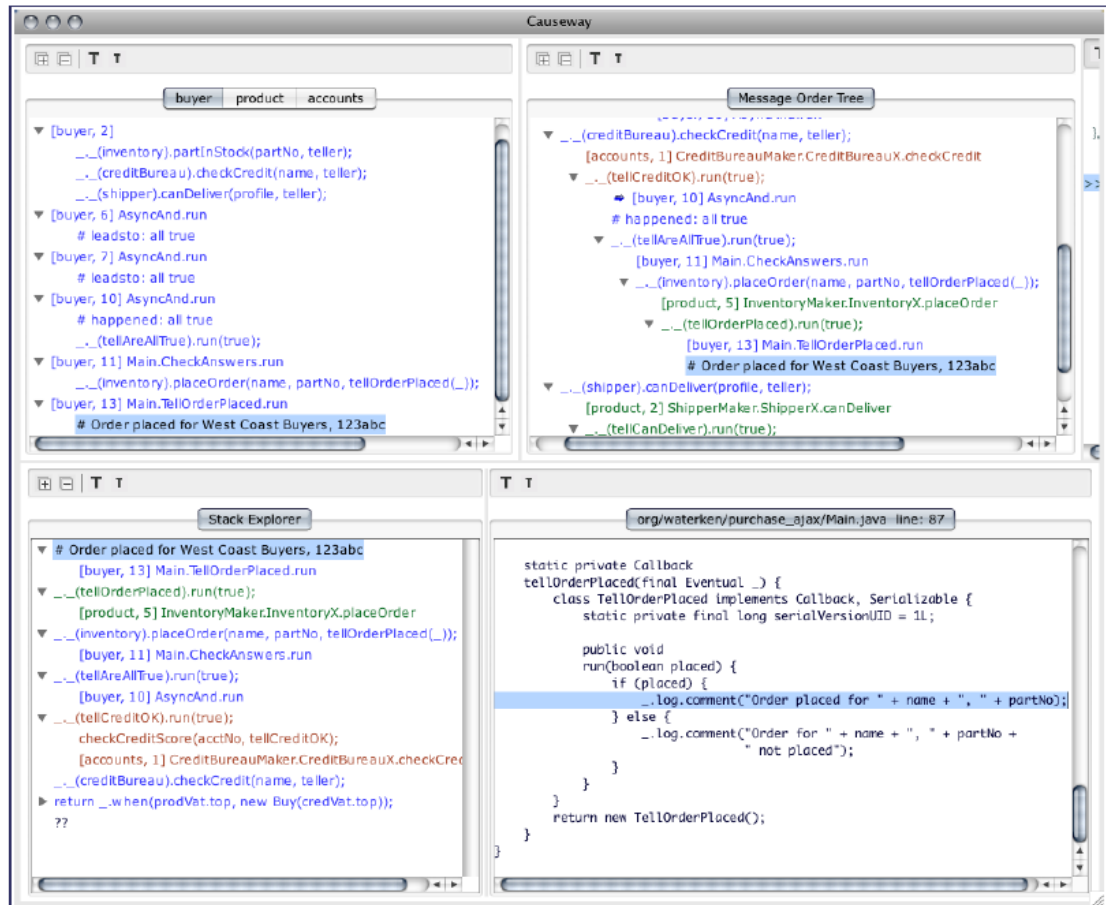 Causeway
T T
buyer product accounts
[buyer, 2]
_._(inventory).partInStock(partNo, teller);
_._(creditBureau).checkCredit(name, teller);
_._(shipper).canDeliver(profile, teller);
[buyer, 6] AsyncAnd.run
# leadsto: all true
[buyer, 7] AsyncAnd.run
# leadsto: all true
[buyer, 10] AsyncAnd.run
# happened: all true
_._(tellAreAllTrue).run(true);
[buyer, 11] Main.CheckAnswers.run
_._(inventory).placeOrder(name, partNo, tellOrderPlaced(_));
[buyer, 13] Main.TellOrderPlaced.run
# Order placed for West Coast Buyers, 123abc
T T
Message Order Tree
_._(creditBureau).checkCredit(name, teller);
[accounts, 1] CreditBureauMaker.CreditBureauX.checkCredit
_._(tellCreditOK).run(true);
[buyer, 10] AsyncAnd.run
# happened: all true
_._(tellAreAllTrue).run(true);
[buyer, 11] Main.CheckAnswers.run
_._(inventory).placeOrder(name, partNo, tellOrderPlaced(_));
[product, 5] InventoryMaker.InventoryX.placeOrder
_._(tellOrderPlaced).run(true);
[buyer, 13] Main.TellOrderPlaced.run
# Order placed for West Coast Buyers, 123abc
_._(shipper).canDeliver(profile, teller);
[product, 2] ShipperMaker.ShipperX.canDeliver
_._(tellCanDeliver).run(true);
},
>>
T T
Stack Explorer
# Order placed for West Coast Buyers, 123abc
[buyer, 13] Main.TellOrderPlaced.run
_._(tellOrderPlaced).run(true);
[product, 5] InventoryMaker.InventoryX.placeOrder
_._(inventory).placeOrder(name, partNo, tellOrderPlaced(_));
[buyer, 11] Main.CheckAnswers.run
_._(tellAreAllTrue).run(true);
[buyer, 10] AsyncAnd.run
_._(tellCreditOK).run(true);
checkCreditScore(acctNo, tellCreditOK);
[accounts, 1] CreditBureauMaker.CreditBureauX.checkCred
_._(creditBureau).checkCredit(name, teller);
return _.when(prodVat.top, new Buy(credVat.top));
??
T T
org/waterken/purchase_ajax/Main.java line: 87
static private Callback
tellOrderPlaced(final Eventual _) {
class TellOrderPlaced implements Callback, Serializable {
static private final long serialVersionUID = 1L;
public void
run(boolean placed) {
if (placed) {
_.log.comment("Order placed for " + name + ", " + partNo);
} else {
_.log.comment("Order for " + name + ", " + partNo +
" not placed");
}
}
}
return new TellOrderPlaced();
}
}